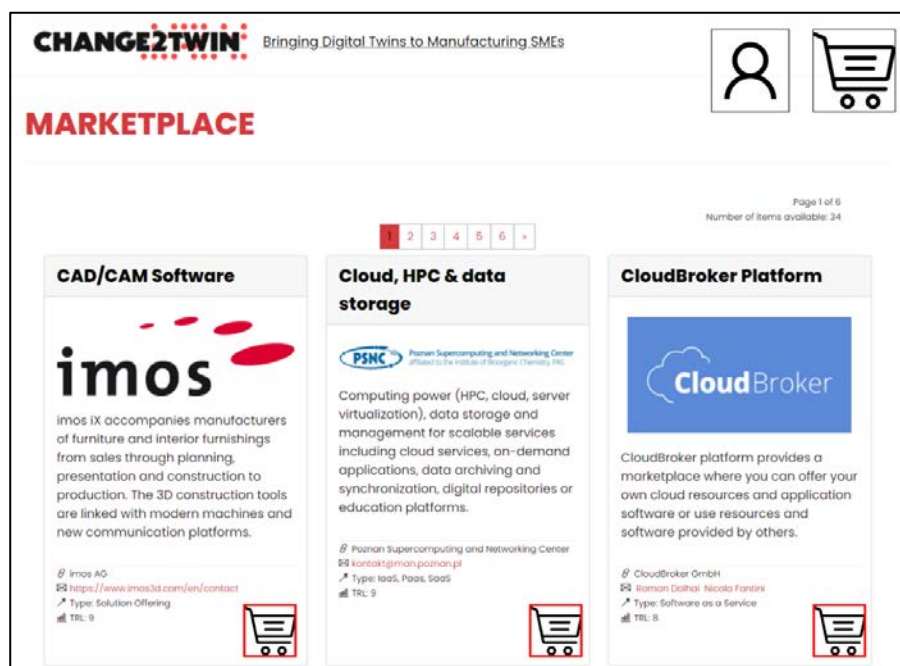 CHANGE2TWIN Bringing Digital Twins to Manufacturing SMEs
MARKETPLACE
Page 1 of 6
Number of items available: 34
1 2 3 4 5 6 »
CAD/CAM Software
imos
imos iX accompanies manufacturers
of furniture and interior furnishings
from sales through planning,
presentation and construction to
production. The 3D construction tools
are linked with modern machines and
new communication platforms.
imos AG
https://www.imos3d.com/en/contact
Type: Solution Offering
TRL: 9
Cloud, HPC & data
storage
PSNC Poznan Supercomputing and Networking Center
affiliated to the Institute of Bioorganic Chemistry, PAS
Computing power (HPC, cloud, server
virtualization), data storage and
management for scalable services
including cloud services, on-demand
applications, data archiving and
synchronization, digital repositories or
education platforms.
Poznan Supercomputing and Networking Center
kontakt@man.poznan.pl
Type: IaaS, Paas, SaaS
TRL: 9
CloudBroker Platform
CloudBroker
CloudBroker platform provides a
marketplace where you can offer your
own cloud resources and application
software or use resources and
software provided by others.
CloudBroker GmbH
Roman Dolhai Nicola Fantini
Type: Software as a Service
TRL: 8